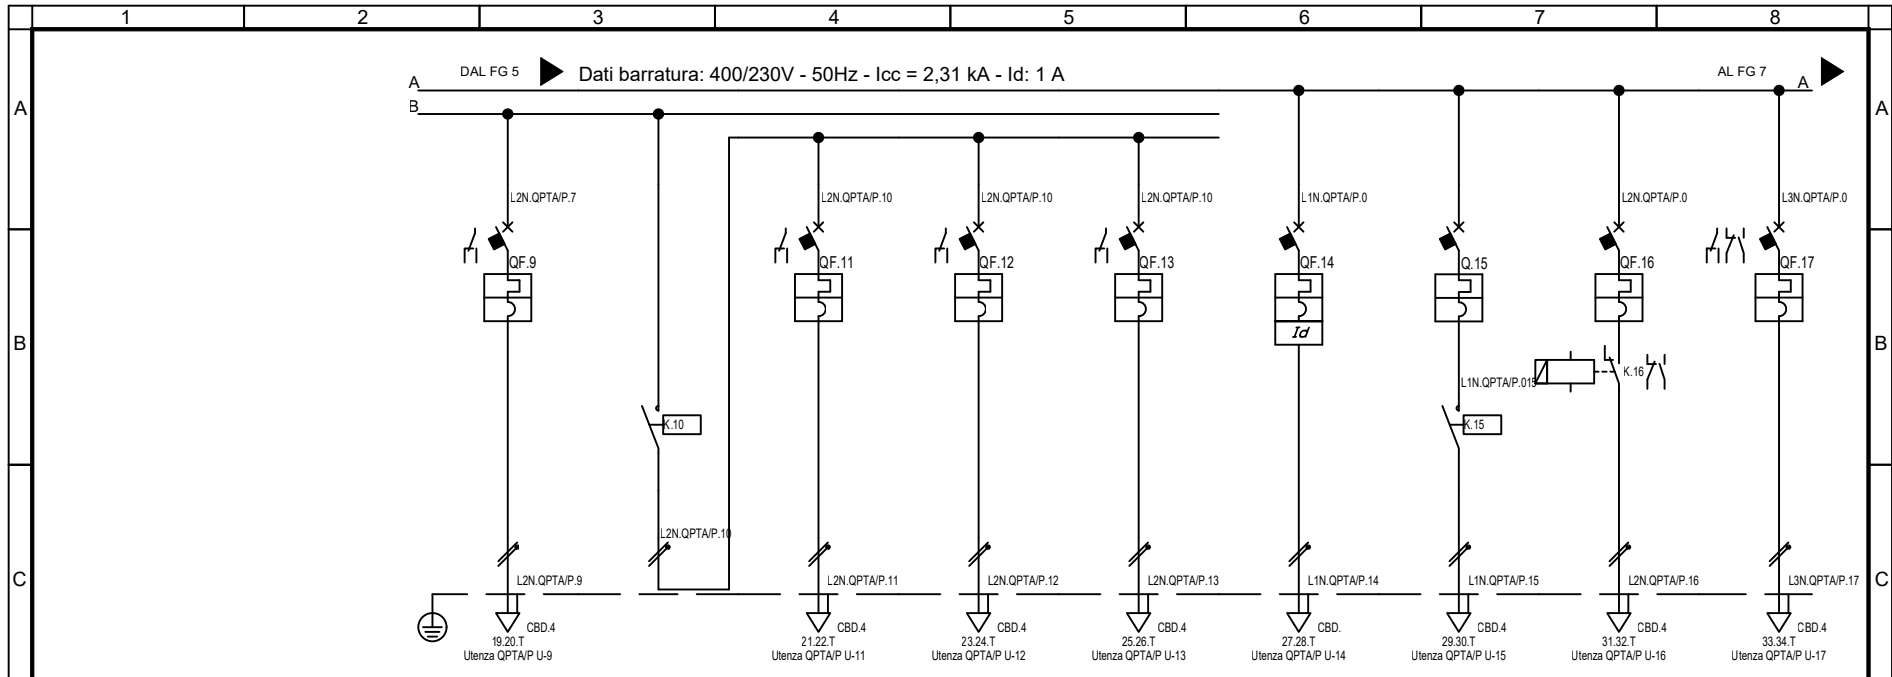 1 2 3 4 5 6 7 8
DAL FG 5 Dati barratura: 400/230V - 50Hz - Icc = 2,31 kA - Id: 1 A AL FG 7
A A
B
A A
L2N.QPTA/P.7 L2N.QPTA/P.10 L2N.QPTA/P.10 L2N.QPTA/P.10 L1N.QPTA/P.0 L2N.QPTA/P.0 L3N.QPTA/P.0
QF.9 QF.11 QF.12 QF.13 QF.14 Q.15 QF.16 QF.17
Id
B B
K.16
L1N.QPTA/P.015
K.10 K.15
L2N.QPTA/P.10
C C
L2N.QPTA/P.9 L2N.QPTA/P.11 L2N.QPTA/P.12 L2N.QPTA/P.13 L1N.QPTA/P.14 L1N.QPTA/P.15 L2N.QPTA/P.16 L3N.QPTA/P.17
CBD.4 CBD.4 CBD.4 CBD.4 CBD. CBD.4 CBD.4 CBD.4
19.20.T 21.22.T 23.24.T 25.26.T 27.28.T 29.30.T 31.32.T 33.34.T
Utenza QPTA/P U-9 Utenza QPTA/P U-11 Utenza QPTA/P U-12 Utenza QPTA/P U-13 Utenza QPTA/P U-14 Utenza QPTA/P U-15 Utenza QPTA/P U-16 Utenza QPTA/P U-17